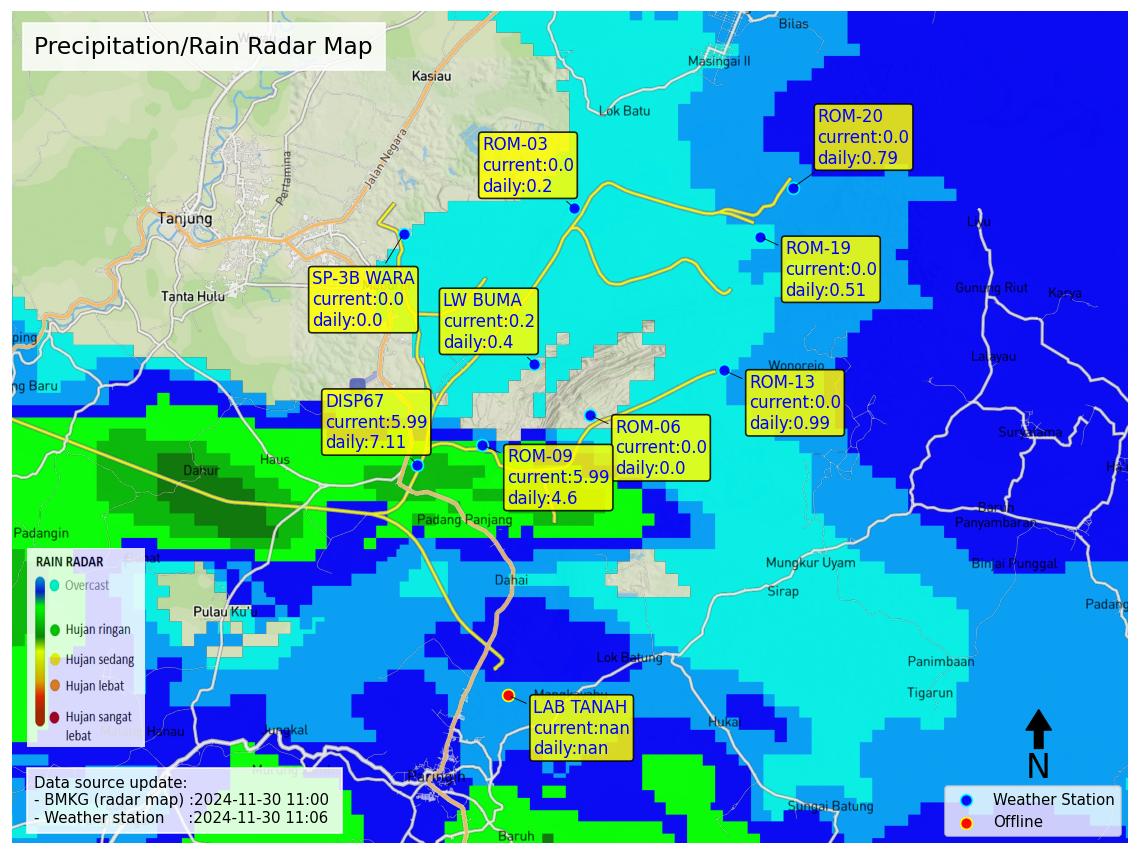 Precipitation/Rain Radar Map
Bilas
Masingai II
Kasiau
Lok Batu
Jalan Negara
Pertamina
ROM-20
current:0.0
daily:0.79
ROM-03
current:0.0
daily:0.2
Tanjung
Liyu
ROM-19
current:0.0
daily:0.51
SP-3B WARA
current:0.0
daily:0.0
Tanta Hulu
LW BUMA
current:0.2
daily:0.4
Gunung Riut
Karya
ping
Lalayau
Wonorejo
ng Baru
ROM-13
current:0.0
daily:0.99
DISP67
current:5.99
daily:7.11
ROM-06
current:0.0
daily:0.0
Suryatama
ROM-09
current:5.99
daily:4.6
Haus
Dahur
Padang Panjang
Panyambaran
Padangin
Mungkur Uyam
Binjai Punggal
RAIN RADAR
Overcast
Hujan ringan
Hujan sedang
Hujan lebat
Hujan sangat
lebat
Dahai
Sirap
Padang
Pulau Ku'u
Lok Batung
Panimbaan
Tigarun
LAB TANAH
current:nan
daily:nan
Hukai
Jungkal
Paringin
Sungai Batung
Baruh
N
Data source update:
- BMKG (radar map) :2024-11-30 11:00
- Weather station :2024-11-30 11:06
Weather Station
Offline